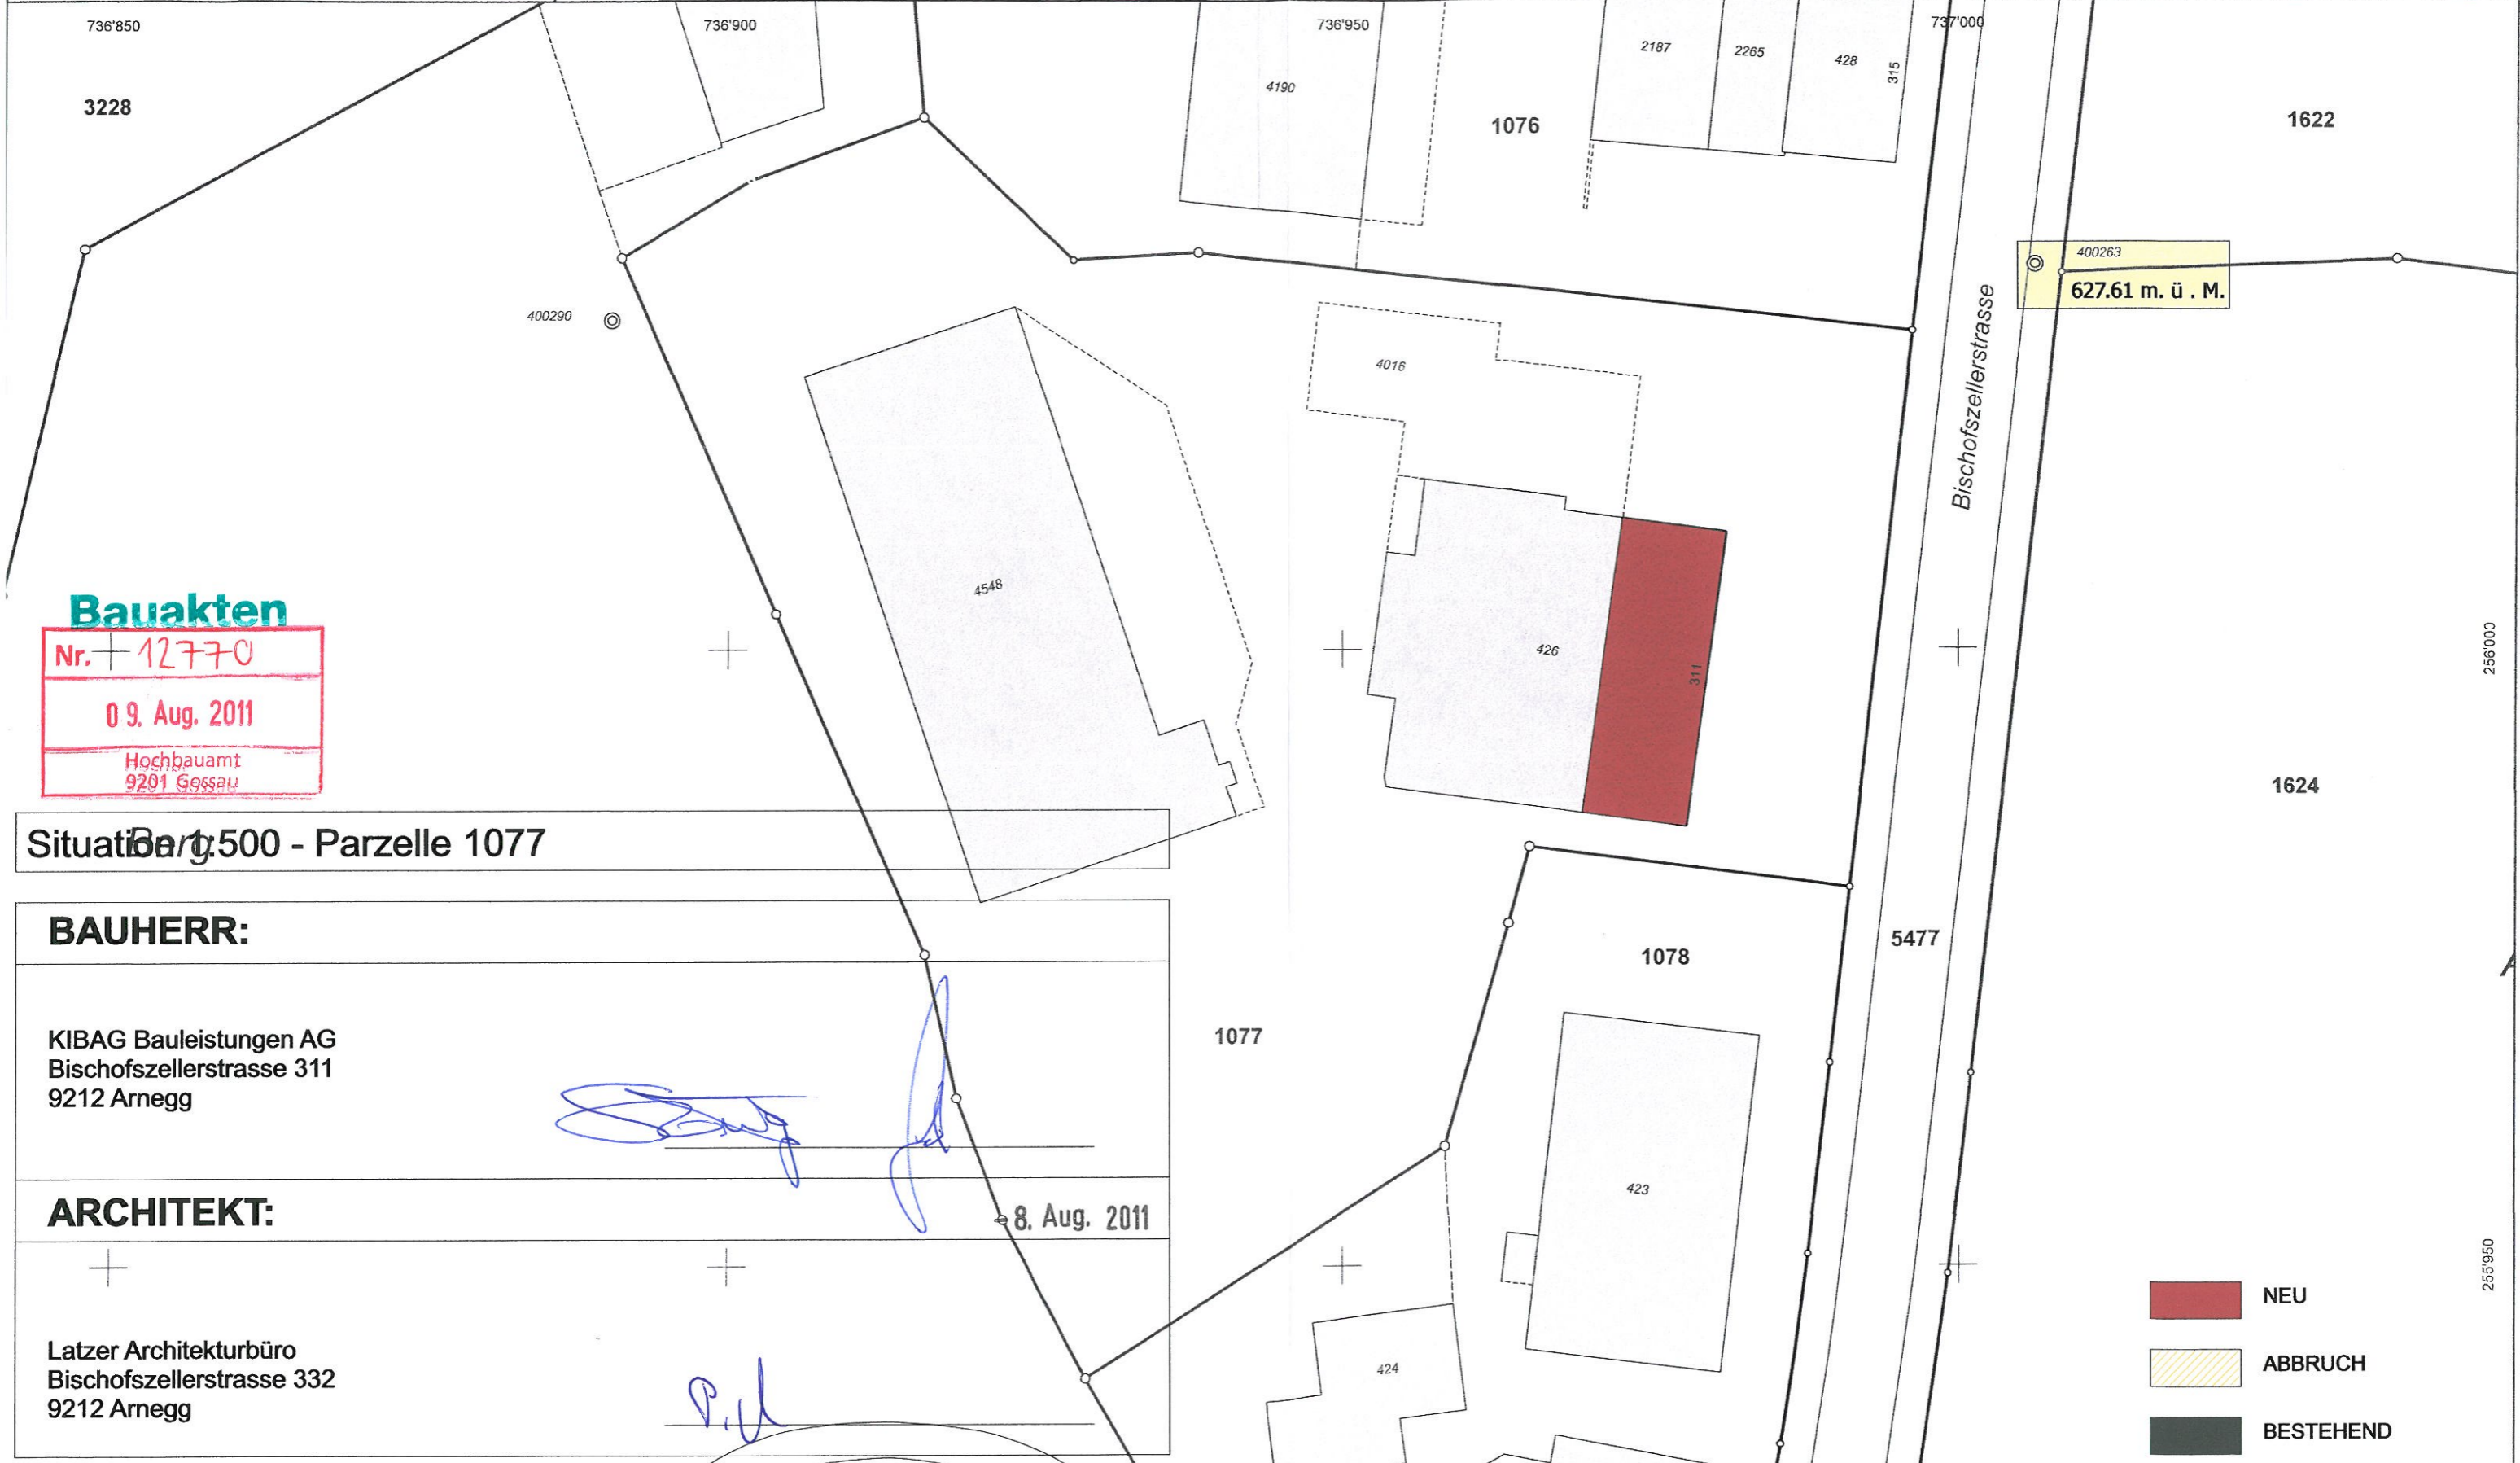 736'850
736'900
736'950
737'000
3228
4190
1076
2187
2265
428
315
1622
400263
627.61 m. ü . M.
400290
4016
Bischofszellerstrasse
4548
426
311
256'000
Bauakten
Nr. 12770
09. Aug. 2011
Hochbauamt
9201 Gossau
1624
Situation 1:500 - Parzelle 1077
Berg
BAUHERR:
5477
1078
KIBAG Bauleistungen AG
Bischofszellerstrasse 311
9212 Arnegg
1077
423
ARCHITEKT:
8. Aug. 2011
255'950
NEU
Latzer Architekturbüro
Bischofszellerstrasse 332
9212 Arnegg
424
ABBRUCH
BESTEHEND